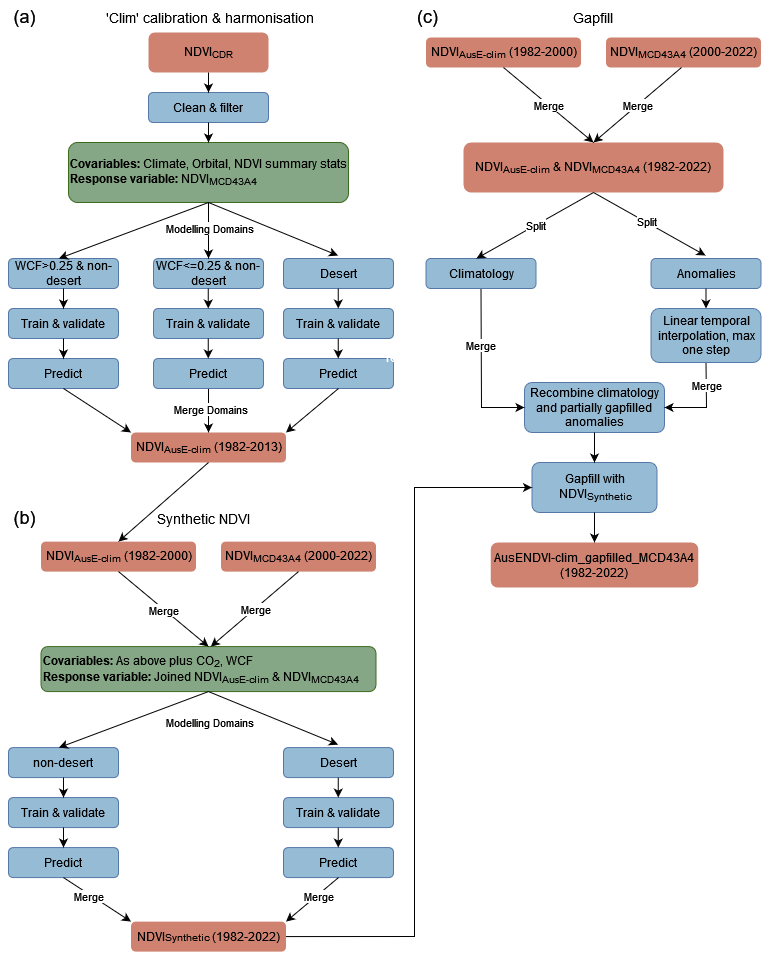 (a)
'Clim' calibration & harmonisation
NDVICDR
Clean & filter
Covariables: Climate, Orbital, NDVI summary stats
Response variable: NDVIMCD43A4
Modelling Domains
WCF>0.25 & non-
desert
WCF<=0.25 & non-
desert
Desert
Train & validate
Train & validate
Train & validate
Predict
Predict
Predict
Merge Domains
NDVIAusE-clim (1982-2013)
(b)
Synthetic NDVI
NDVIAusE-clim (1982-2000)
NDVIMCD43A4 (2000-2022)
Merge
Merge
Covariables: As above plus CO2, WCF
Response variable: Joined NDVIAusE-clim & NDVIMCD43A4
Modelling Domains
non-desert
Desert
Train & validate
Train & validate
Predict
Predict
Merge
Merge
NDVISynthetic (1982-2022)
(c)
Gapfill
NDVIAusE-clim (1982-2000)
NDVIMCD43A4 (2000-2022)
Merge
Merge
NDVIAusE-clim & NDVIMCD43A4 (1982-2022)
Split
Split
Climatology
Anomalies
Linear temporal
interpolation, max
one step
Merge
Merge
Recombine climatology
and partially gapfilled
anomalies
Gapfill with
NDVISynthetic
AusENDVI-clim_gapfilled_MCD43A4
(1982-2022)